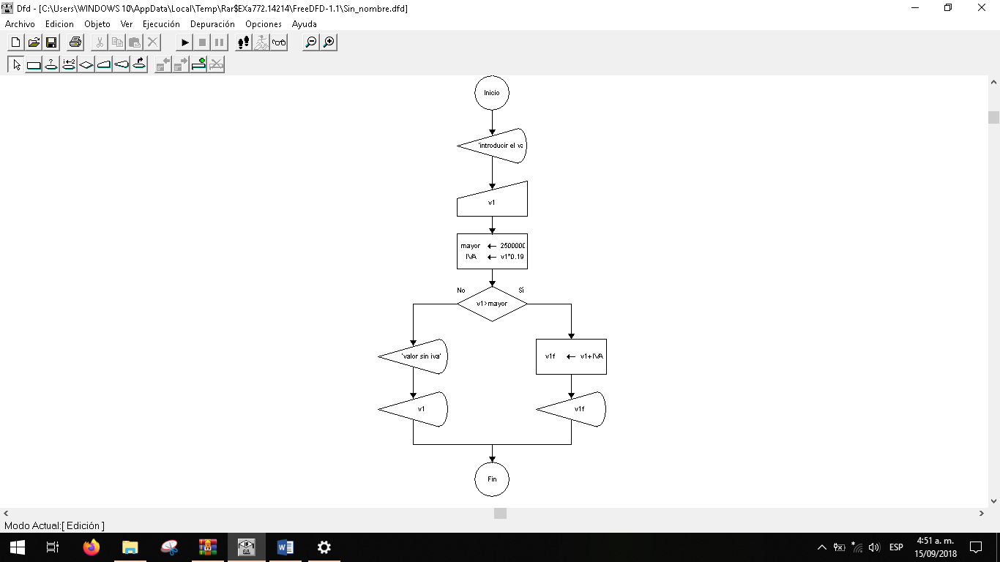 Dfd - [C:\Users\WINDOWS 10\AppData\Local\Temp\Rar$EXa772.14214\FreeDFD-1.1\Sin_nombre.dfd]
Archivo Edicion Objeto Ver Ejecución Depuración Opciones Ayuda
Inicio
'introducir el
v1
mayor ← 2500000
IVA ← v1*0.19
No Sí
v1>mayor
'valor sin iva'
v1f ← v1+IVA
v1
v1f
Fin
Modo Actual:[ Edición ]
ESP
4:51 a. m.
15/09/2018